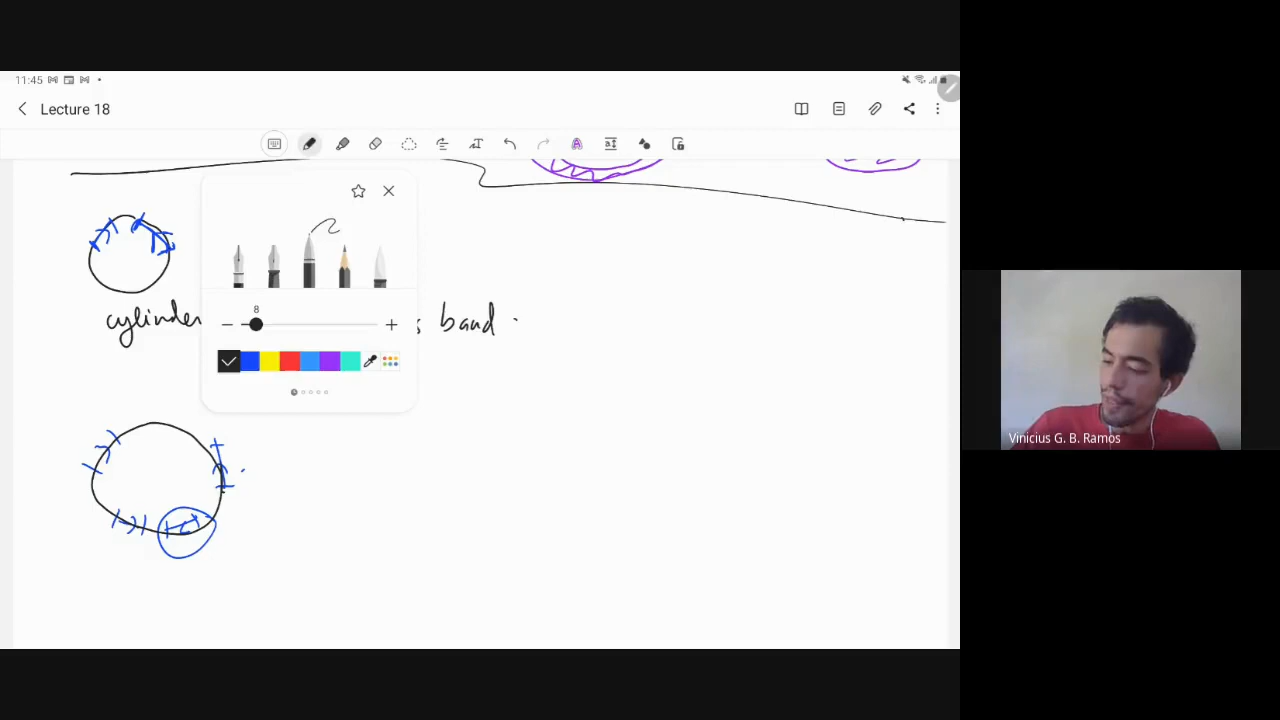 11:45
Lecture 18
8
cylinder band .
Vinicius G. B. Ramos